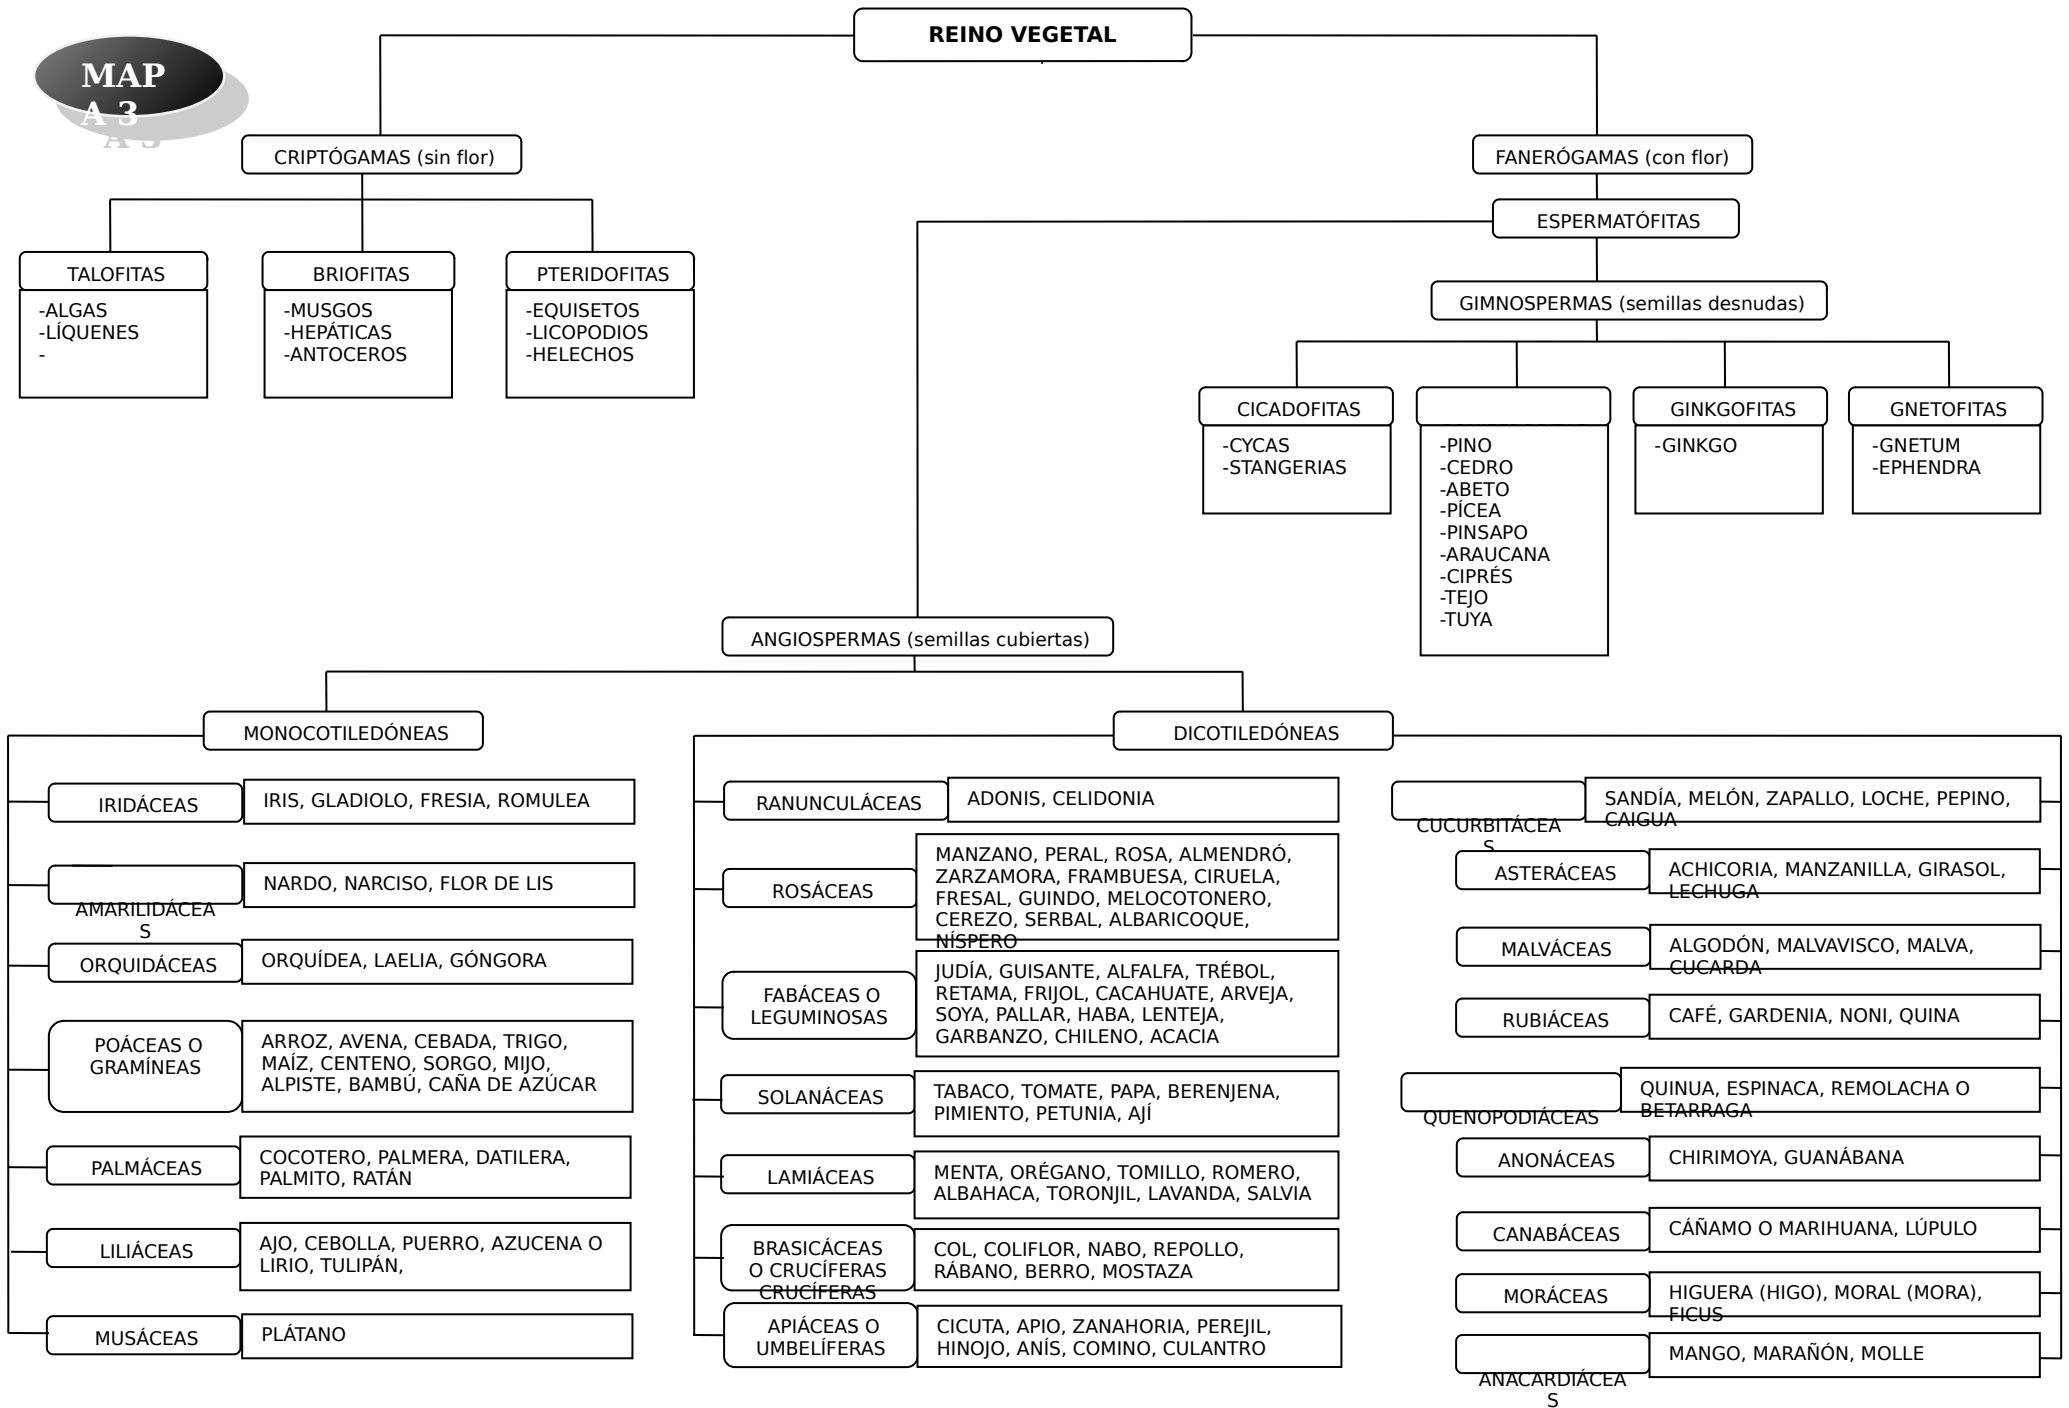 REINO VEGETAL
MAP
A 3
CRIPTÓGAMAS (sin flor)
FANERÓGAMAS (con flor)
ESPERMATÓFITAS
TALOFITAS
-ALGAS
-LÍQUENES
-
BRIOFITAS
-MUSGOS
-HEPÁTICAS
-ANTOCEROS
PTERIDOFITAS
-EQUISETOS
-LICOPODIOS
-HELECHOS
GIMNOSPERMAS (semillas desnudas)
CICADOFITAS
-CYCAS
-STANGERIAS
-PINO
-CEDRO
-ABETO
-PÍCEA
-PINSAPO
-ARAUCANA
-CIPRÉS
-TEJO
-TUYA
GINKGOFITAS
-GINKGO
GNETOFITAS
-GNETUM
-EPHENDRA
ANGIOSPERMAS (semillas cubiertas)
MONOCOTILEDÓNEAS
DICOTILEDÓNEAS
IRIDÁCEAS
IRIS, GLADIOLO, FRESIA, ROMULEA
AMARILIDÁCEA
S
NARDO, NARCISO, FLOR DE LIS
ORQUIDÁCEAS
ORQUÍDEA, LAELIA, GÓNGORA
POÁCEAS O
GRAMÍNEAS
ARROZ, AVENA, CEBADA, TRIGO,
MAÍZ, CENTENO, SORGO, MIJO,
ALPISTE, BAMBÚ, CAÑA DE AZÚCAR
PALMÁCEAS
COCOTERO, PALMERA, DATILERA,
PALMITO, RATÁN
LILIÁCEAS
AJO, CEBOLLA, PUERRO, AZUCENA O
LIRIO, TULIPÁN,
MUSÁCEAS
PLÁTANO
RANUNCULÁCEAS
ADONIS, CELIDONIA
ROSÁCEAS
MANZANO, PERAL, ROSA, ALMENDRÓ,
ZARZAMORA, FRAMBUESA, CIRUELA,
FRESAL, GUINDO, MELOCOTONERO,
CEREZO, SERBAL, ALBARICOQUE,
NÍSPERO
FABÁCEAS O
LEGUMINOSAS
JUDÍA, GUISANTE, ALFALFA, TRÉBOL,
RETAMA, FRIJOL, CACAHUATE, ARVEJA,
SOYA, PALLAR, HABA, LENTEJA,
GARBANZO, CHILENO, ACACIA
SOLANÁCEAS
TABACO, TOMATE, PAPA, BERENJENA,
PIMIENTO, PETUNIA, AJÍ
LAMIÁCEAS
MENTA, ORÉGANO, TOMILLO, ROMERO,
ALBAHACA, TORONJIL, LAVANDA, SALVIA
BRASICÁCEAS
O CRUCÍFERAS
CRUCÍFERAS
COL, COLIFLOR, NABO, REPOLLO,
RÁBANO, BERRO, MOSTAZA
APIÁCEAS O
UMBELÍFERAS
CICUTA, APIO, ZANAHORIA, PEREJIL,
HINOJO, ANÍS, COMINO, CULANTRO
CUCURBITÁCEA
S
SANDÍA, MELÓN, ZAPALLO, LOCHE, PEPINO,
CAIGUA
ASTERÁCEAS
ACHICORIA, MANZANILLA, GIRASOL,
LECHUGA
MALVÁCEAS
ALGODÓN, MALVAVISCO, MALVA,
CUCARDA
RUBIÁCEAS
CAFÉ, GARDENIA, NONI, QUINA
QUENOPODIÁCEAS
QUINUA, ESPINACA, REMOLACHA O
BETARRAGA
ANONÁCEAS
CHIRIMOYA, GUANÁBANA
CANABÁCEAS
CÁÑAMO O MARIHUANA, LÚPULO
MORÁCEAS
HIGUERA (HIGO), MORAL (MORA),
FICUS
ANACARDIÁCEA
S
MANGO, MARAÑÓN, MOLLE